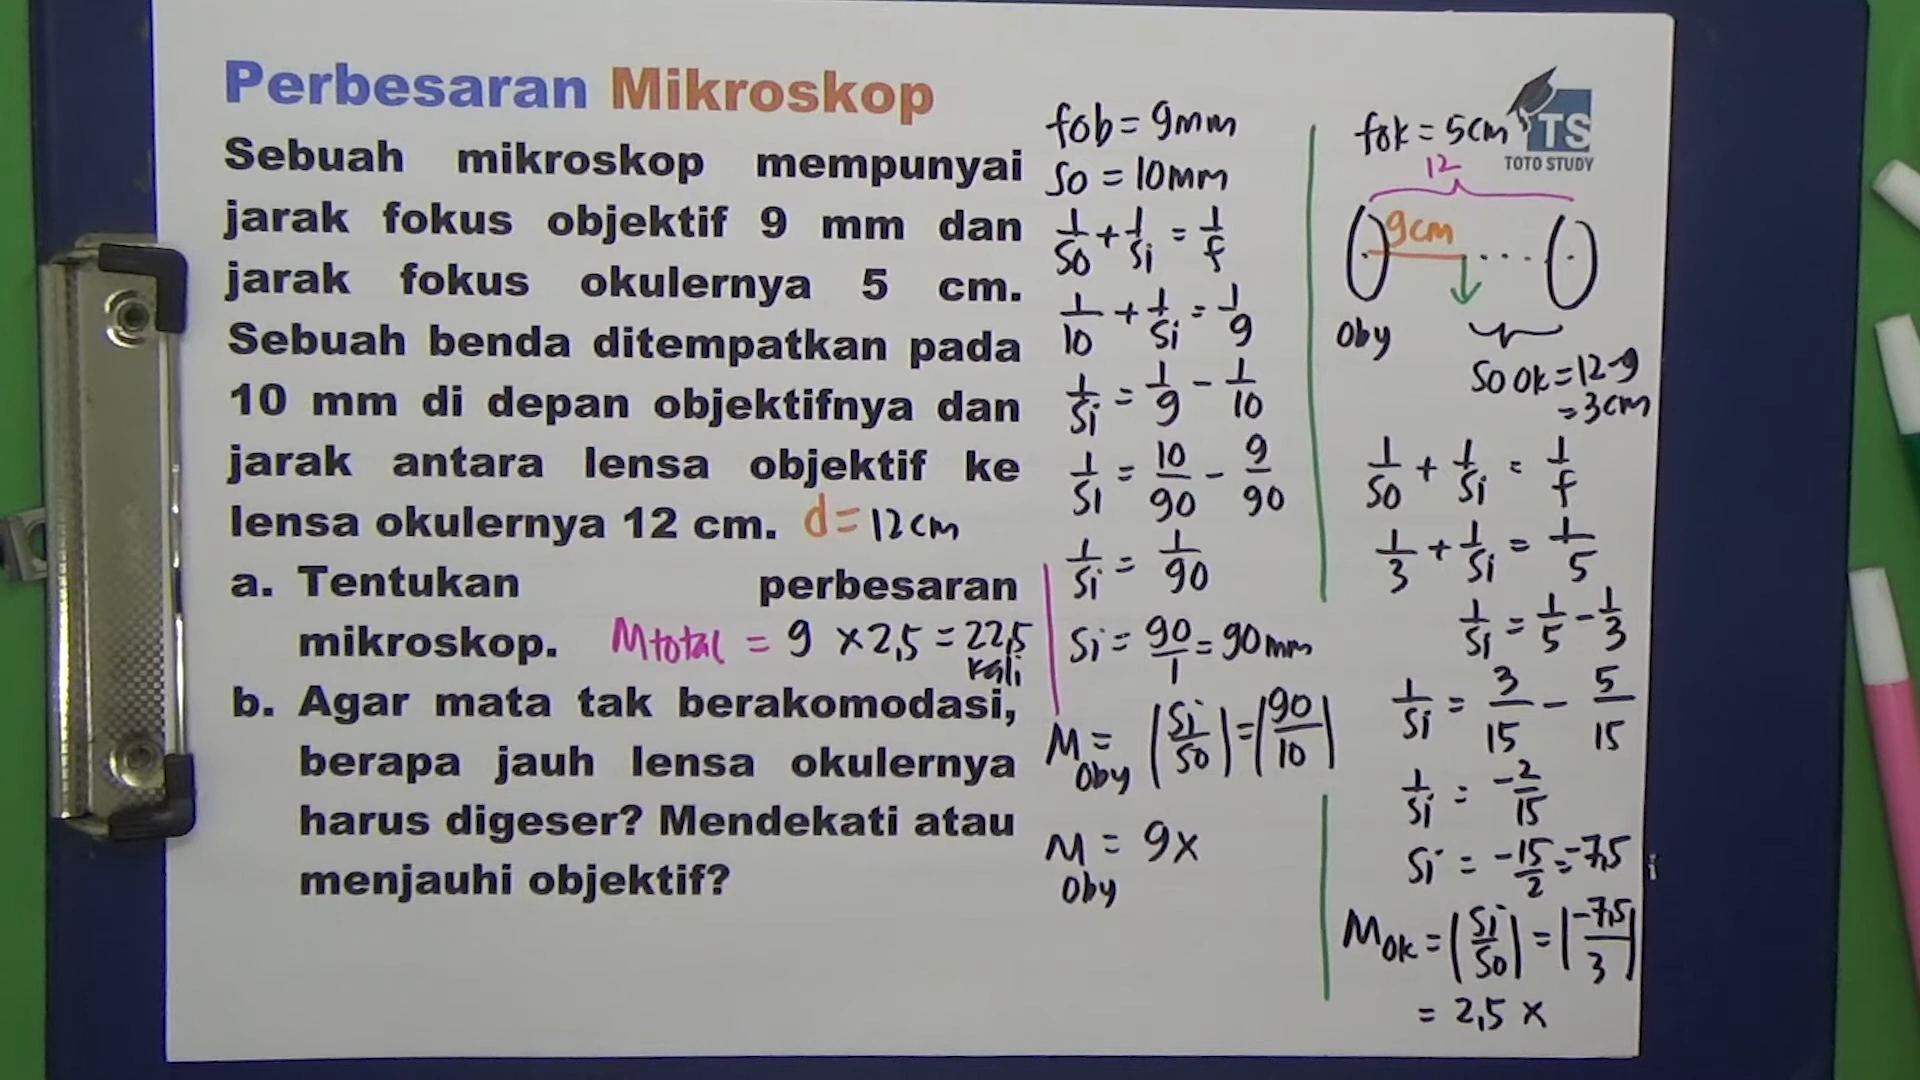 Perbesaran Mikroskop
Sebuah mikroskop mempunyai
jarak fokus objektif 9 mm dan
jarak fokus okulernya 5 cm.
Sebuah benda ditempatkan pada
10 mm di depan objektifnya dan
jarak antara lensa objektif ke
lensa okulernya 12 cm. d = 12 cm
a. Tentukan perbesaran
mikroskop. Mtotal = 9 x 2,5 = 22,5
kali
b. Agar mata tak berakomodasi,
berapa jauh lensa okulernya
harus digeser? Mendekati atau
menjauhi objektif?
fob = 9mm
So = 10mm
1/So + 1/Si = 1/f
1/10 + 1/Si = 1/9
1/Si = 1/9 - 1/10
1/Si = 10/90 - 9/90
1/Si = 1/90
Si = 90/1 = 90mm
M Oby = |Si/So| = |90/10|
M Oby = 9x
fok = 5cm
TS
TOTO STUDY
12
9cm
Oby
So ok = 12-9
= 3cm
1/So + 1/Si = 1/f
1/3 + 1/Si = 1/5
1/Si = 1/5 - 1/3
1/Si = 3/15 - 5/15
1/Si = -2/15
Si = -15/2 = -7,5
Mok = |Si/So| = |-7,5/3|
= 2,5 x